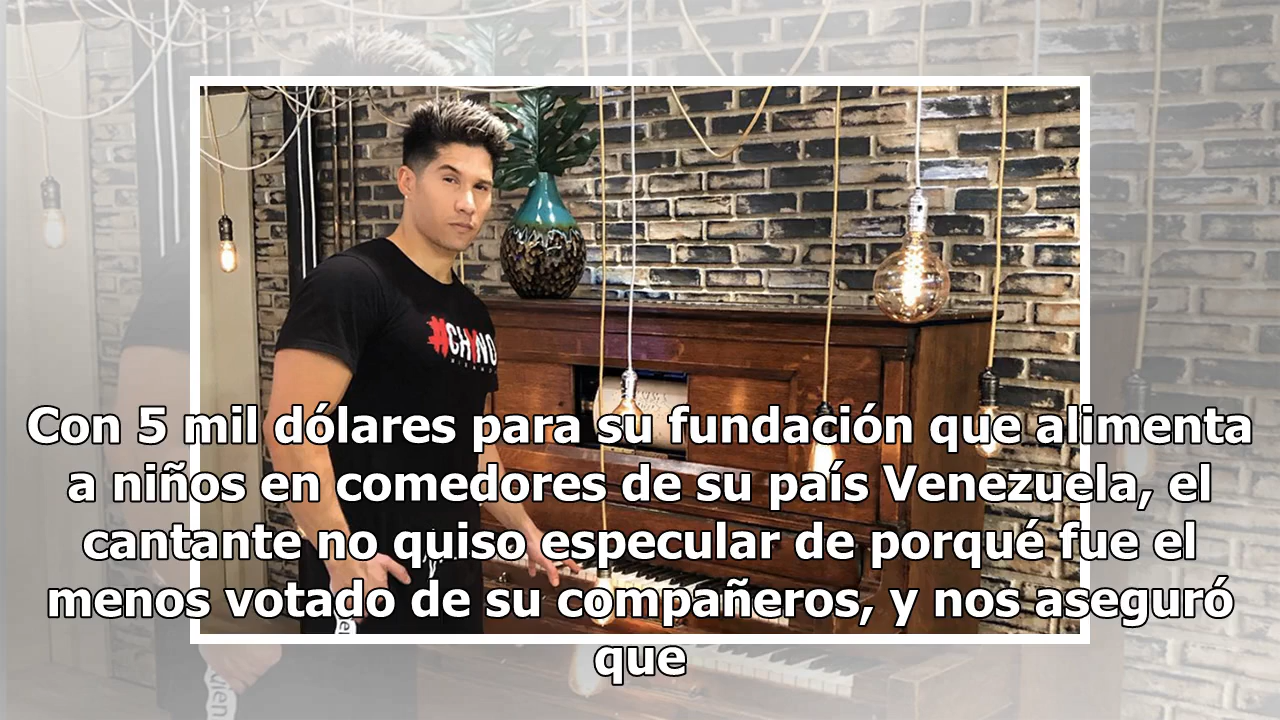 #CHYNO
Con 5 mil dólares para su fundación que alimenta
a niños en comedores de su país Venezuela, el
cantante no quiso especular de porqué fue el
menos votado de su compañeros, y nos aseguró
que